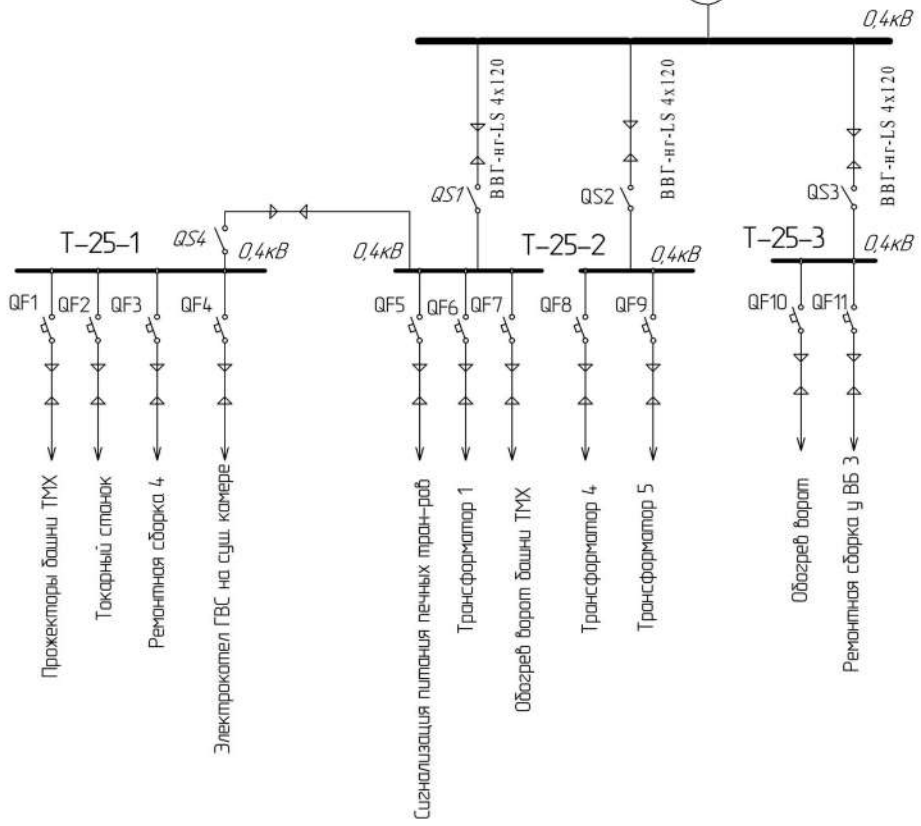 0,4кВ
ВВГ-нг-LS 4x120
ВВГ-нг-LS 4x120
ВВГ-нг-LS 4x120
QS1
QS2
QS3
QS4
Т-25-1
0,4кВ
0,4кВ
Т-25-2
0,4кВ
Т-25-3
0,4кВ
QF1
QF2
QF3
QF4
QF5
QF6
QF7
QF8
QF9
QF10
QF11
Прожекторы башни ТМХ
Токарный станок
Ремонтная сборка 4
Электрокотел ГВС на суш. камере
Сигнализация питания печных тран-ров
Трансформатор 1
Обогрев ворот башни ТМХ
Трансформатор 4
Трансформатор 5
Обогрев ворот
Ремонтная сборка у ВБ 3